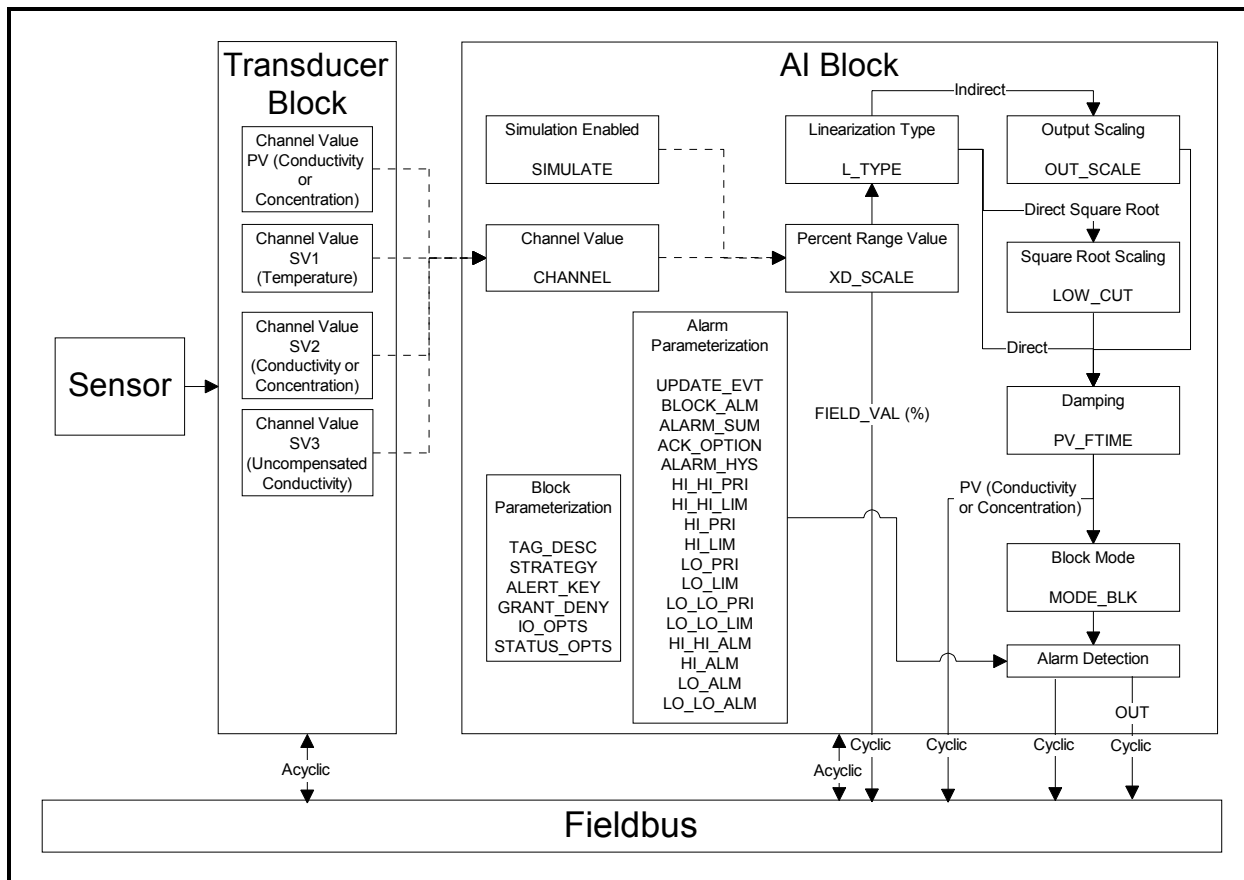 Transducer
Block
Channel Value
PV (Conductivity
or
Concentration)
Channel Value
SV1
(Temperature)
Channel Value
SV2
(Conductivity or
Concentration)
Channel Value
SV3
(Uncompensated
Conductivity)
Sensor
AI Block
Simulation Enabled
SIMULATE
Channel Value
CHANNEL
Linearization Type
L_TYPE
Percent Range Value
XD_SCALE
Indirect
Output Scaling
OUT_SCALE
Direct Square Root
Square Root Scaling
LOW_CUT
Direct
Damping
PV_FTIME
FIELD_VAL (%)
PV (Conductivity
or Concentration)
Block Mode
MODE_BLK
Alarm Detection
OUT
Alarm
Parameterization
UPDATE_EVT
BLOCK_ALM
ALARM_SUM
ACK_OPTION
ALARM_HYS
HI_HI_PRI
HI_HI_LIM
HI_PRI
HI_LIM
LO_PRI
LO_LIM
LO_LO_PRI
LO_LO_LIM
HI_HI_ALM
HI_ALM
LO_ALM
LO_LO_ALM
Block
Parameterization
TAG_DESC
STRATEGY
ALERT_KEY
GRANT_DENY
IO_OPTS
STATUS_OPTS
Acyclic
Acyclic
Cyclic
Cyclic
Cyclic
Cyclic
Fieldbus